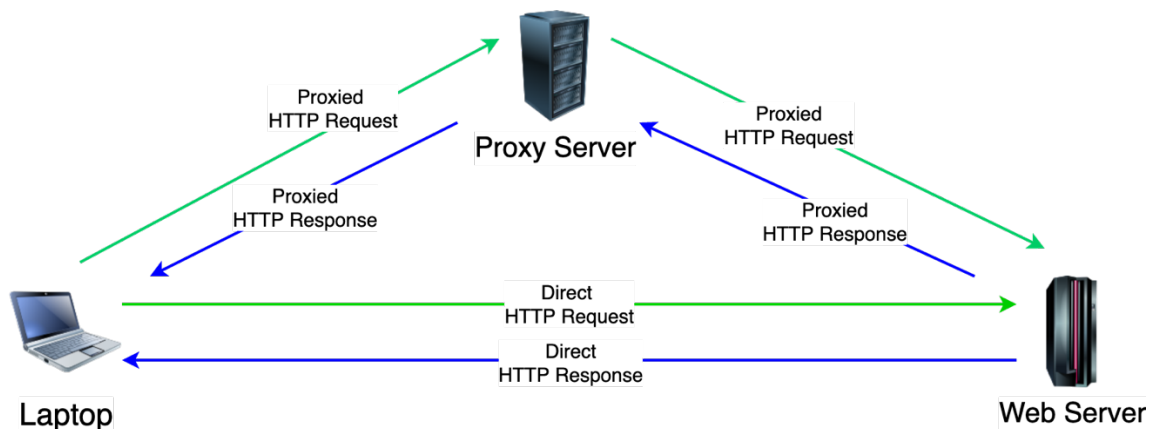 Proxied
HTTP Request
Proxied
HTTP Request
Proxy Server
Proxied
HTTP Response
Proxied
HTTP Response
Direct
HTTP Request
Direct
HTTP Response
Laptop
Web Server